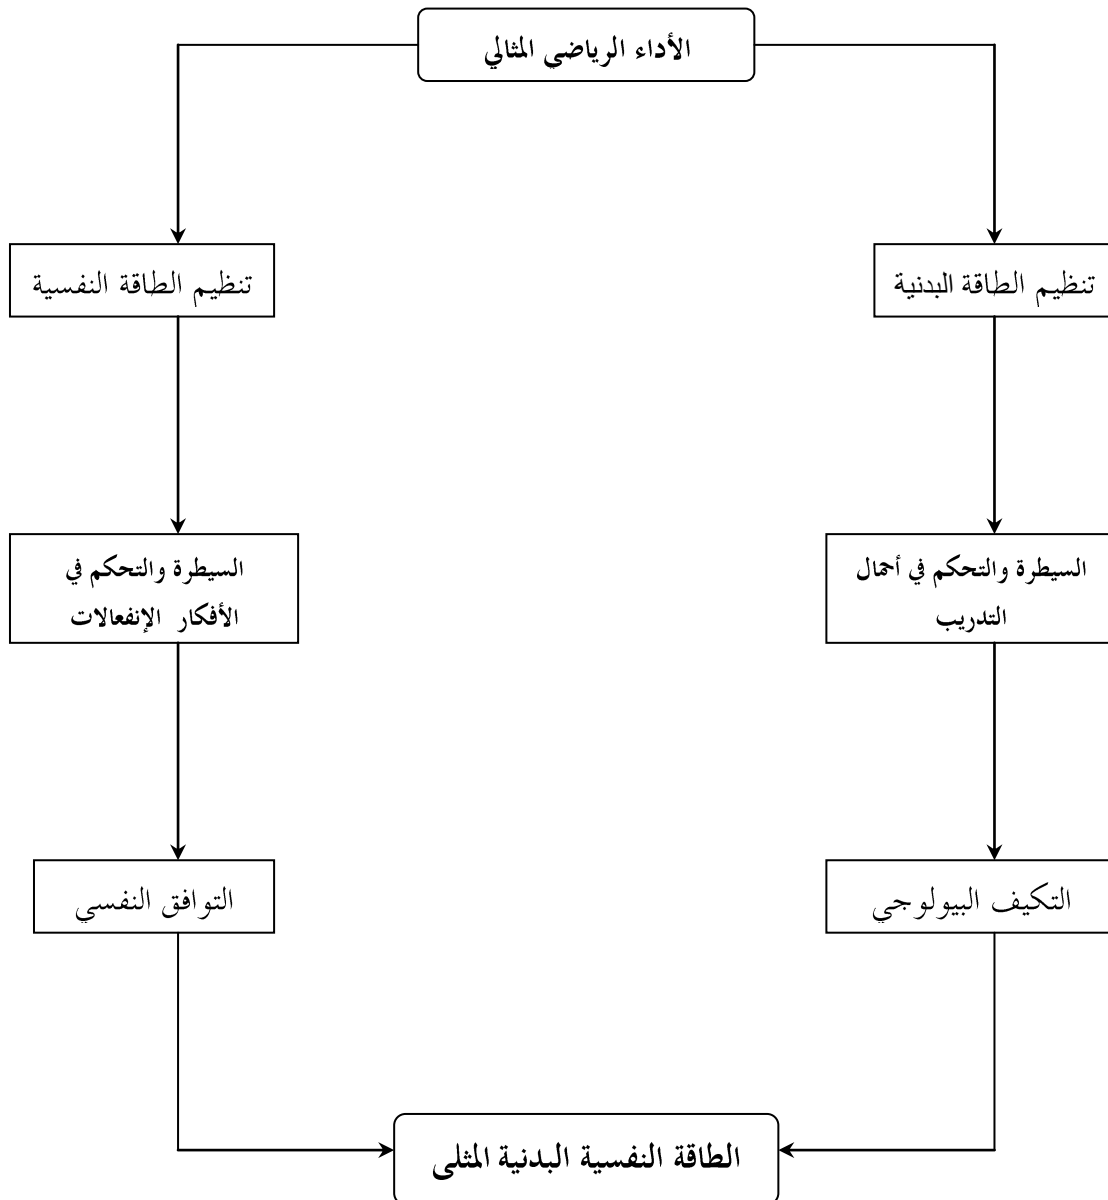 الأداء الرياضي المثالي
تنظيم الطاقة البدنية
تنظيم الطاقة النفسية
السيطرة والتحكم في أحمال
التدريب
السيطرة والتحكم في
الأفكار الإنفعالات
التكيف البيولوجي
التوافق النفسي
الطاقة النفسية البدنية المثلى